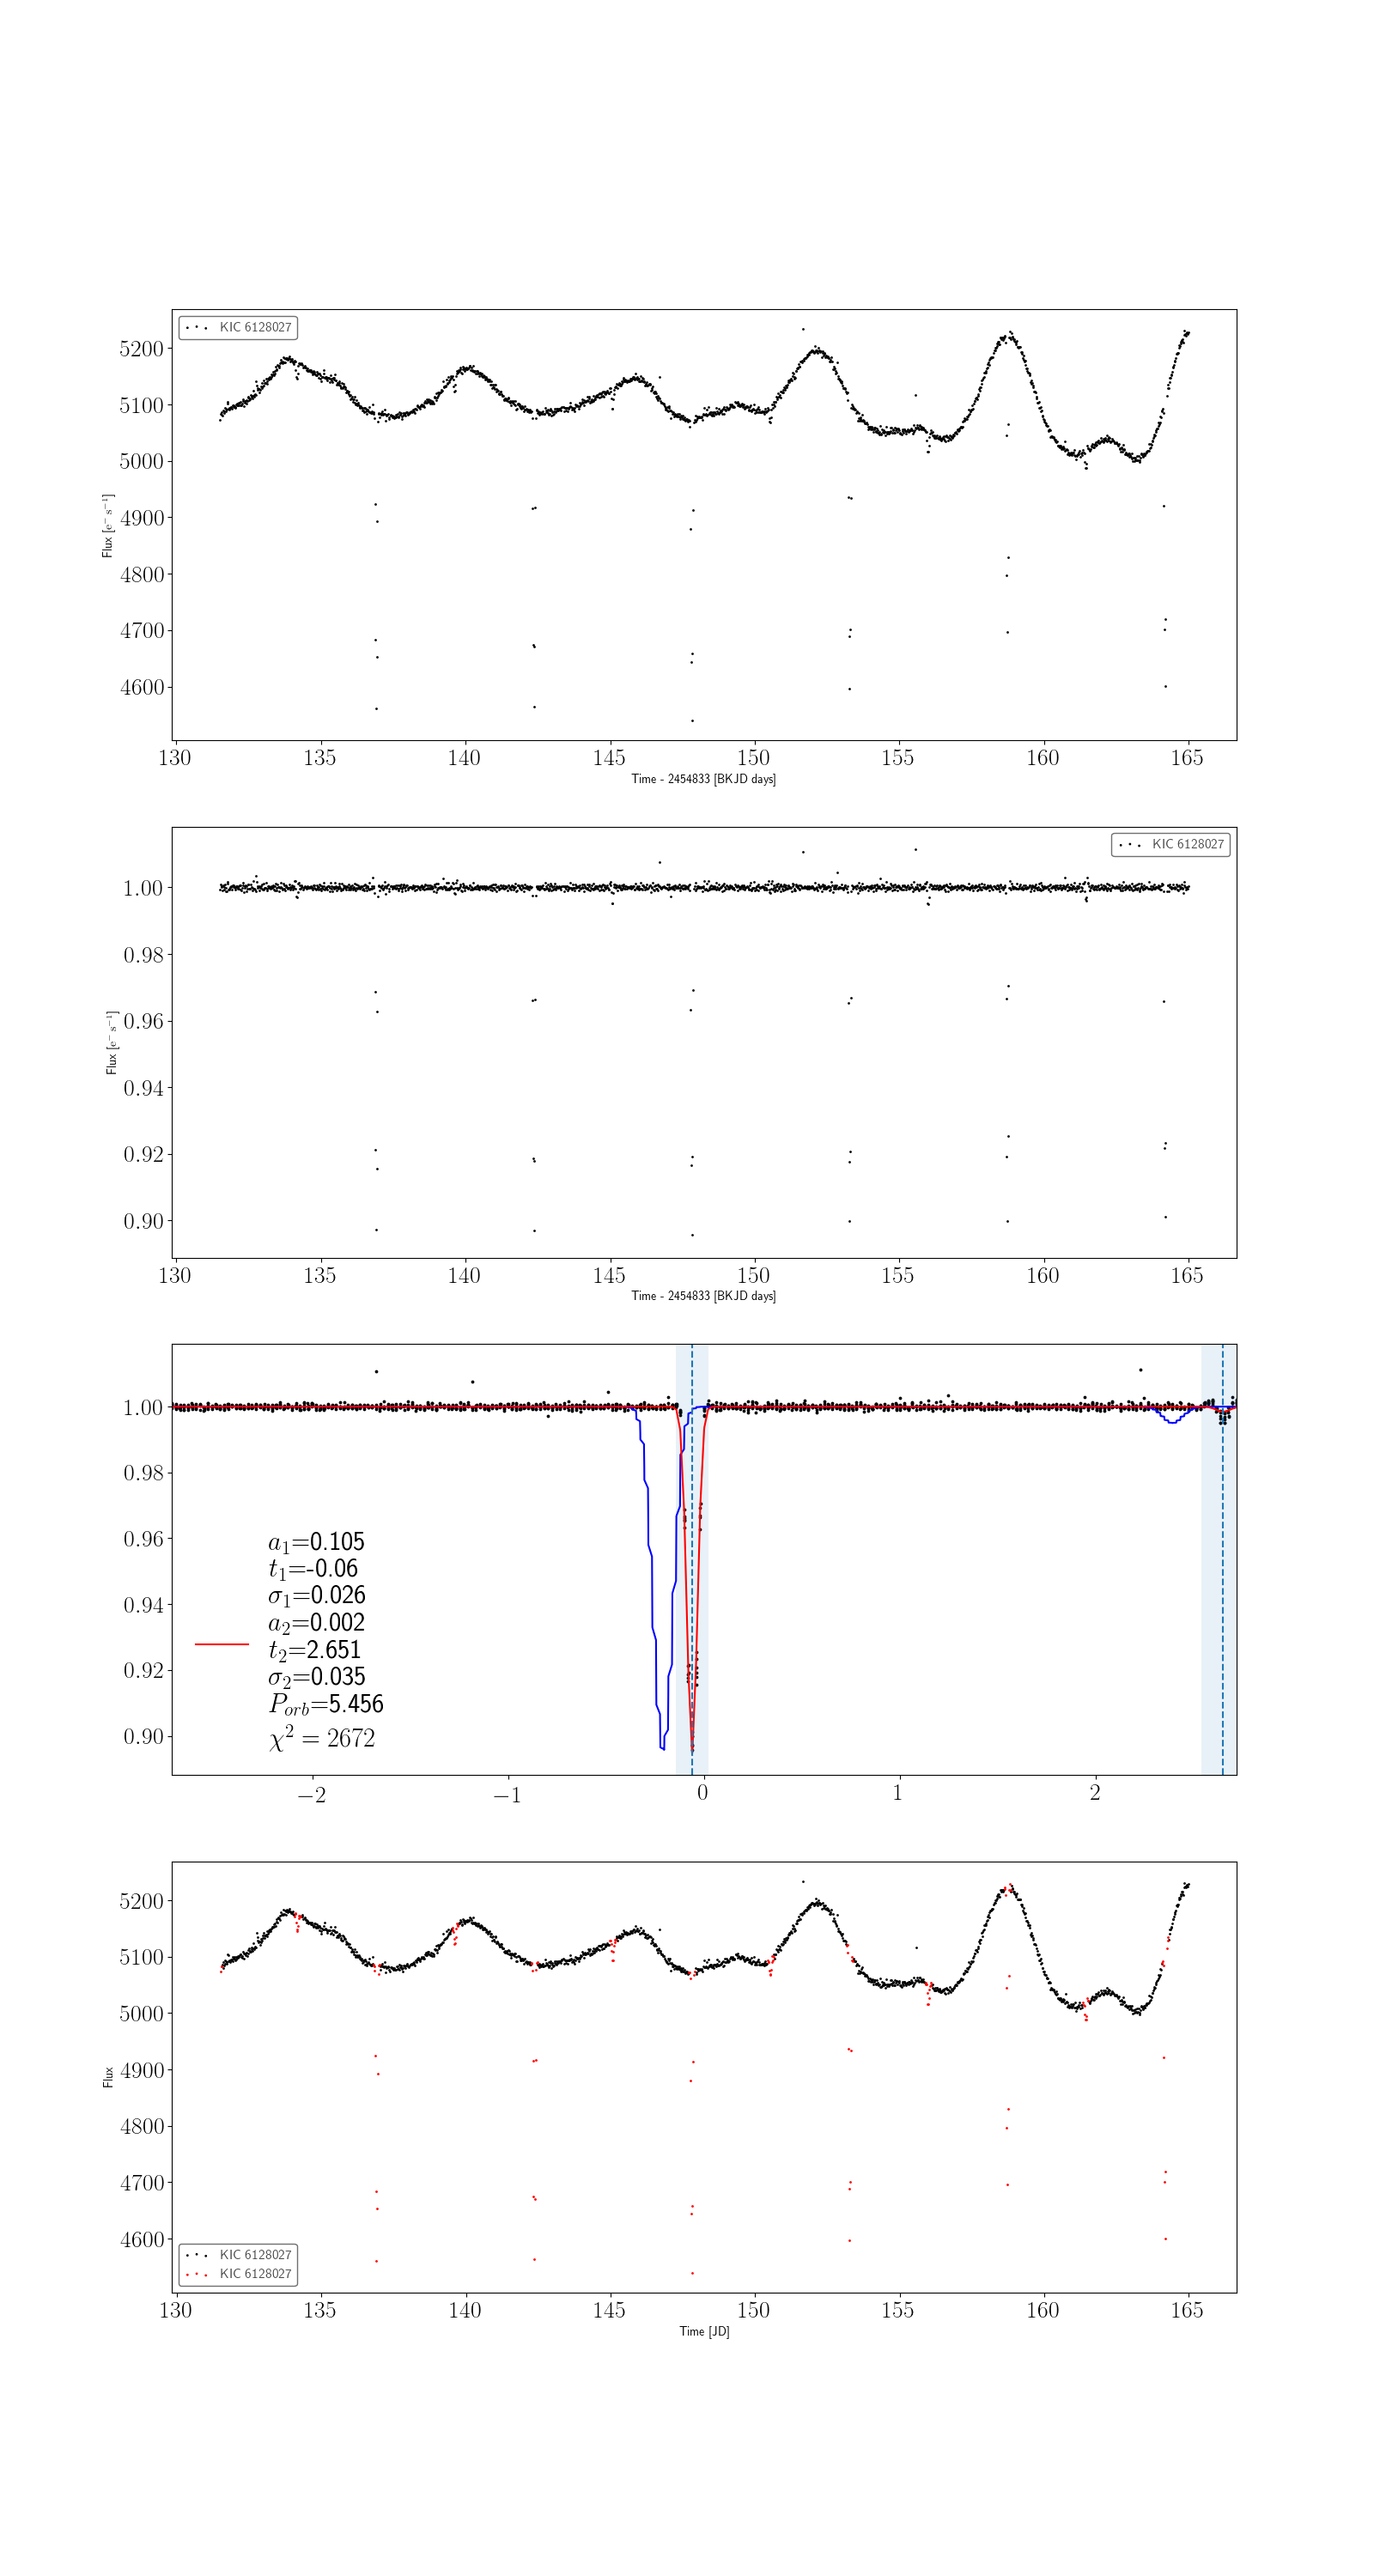 KIC 6128027
5200
5100
5000
4900
4800
4700
4600
Flux [e⁻ s⁻¹]
130 135 140 145 150 155 160 165
Time - 2454833 [BKJD days]
KIC 6128027
1.00
0.98
0.96
0.94
0.92
0.90
Flux [e⁻ s⁻¹]
130 135 140 145 150 155 160 165
Time - 2454833 [BKJD days]
1.00
0.98
0.96
0.94
0.92
0.90
a₁=0.105
t₁=-0.06
σ₁=0.026
a₂=0.002
t₂=2.651
σ₂=0.035
P_orb=5.456
χ² = 2672
−2 −1 0 1 2
5200
5100
5000
4900
4800
4700
4600
Flux
KIC 6128027
KIC 6128027
130 135 140 145 150 155 160 165
Time [JD]